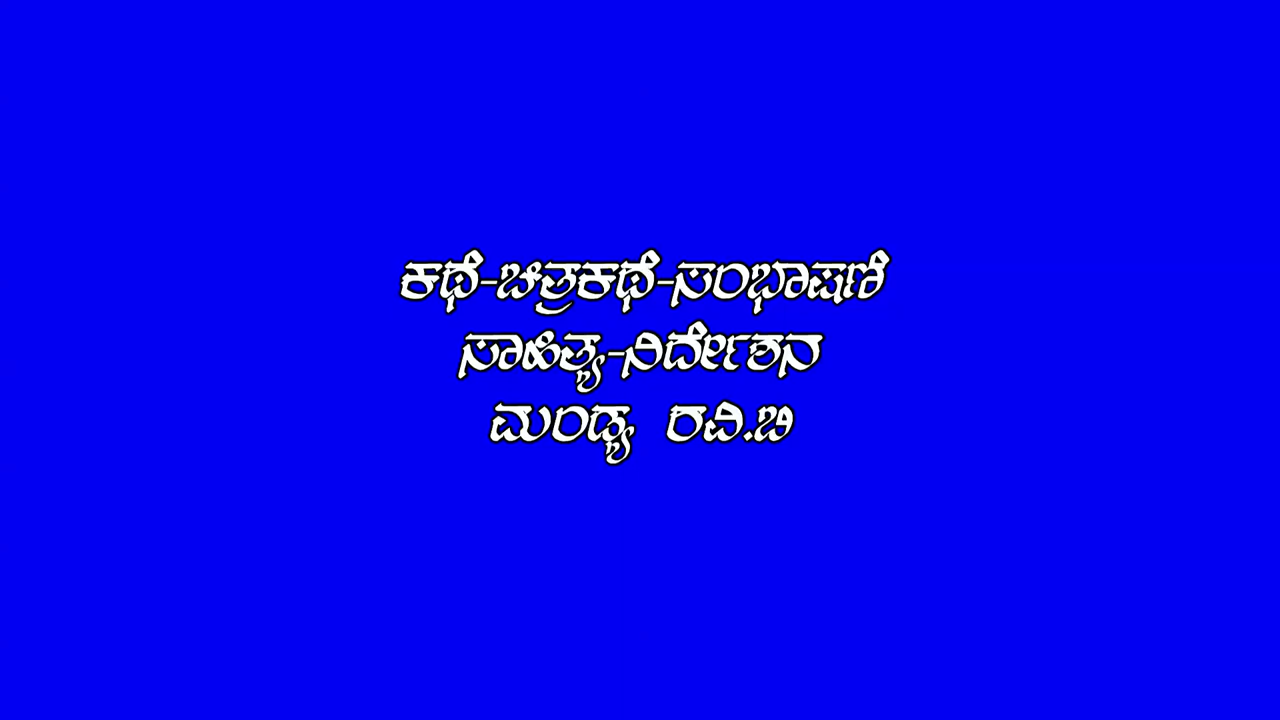 ಕಥೆ-ಚಿತ್ರಕಥೆ-ಸಂಭಾಷಣೆ
ಸಾಹಿತ್ಯ-ನಿರ್ದೇಶನ
ಮಂಡ್ಯ ರವಿ.ಬಿ